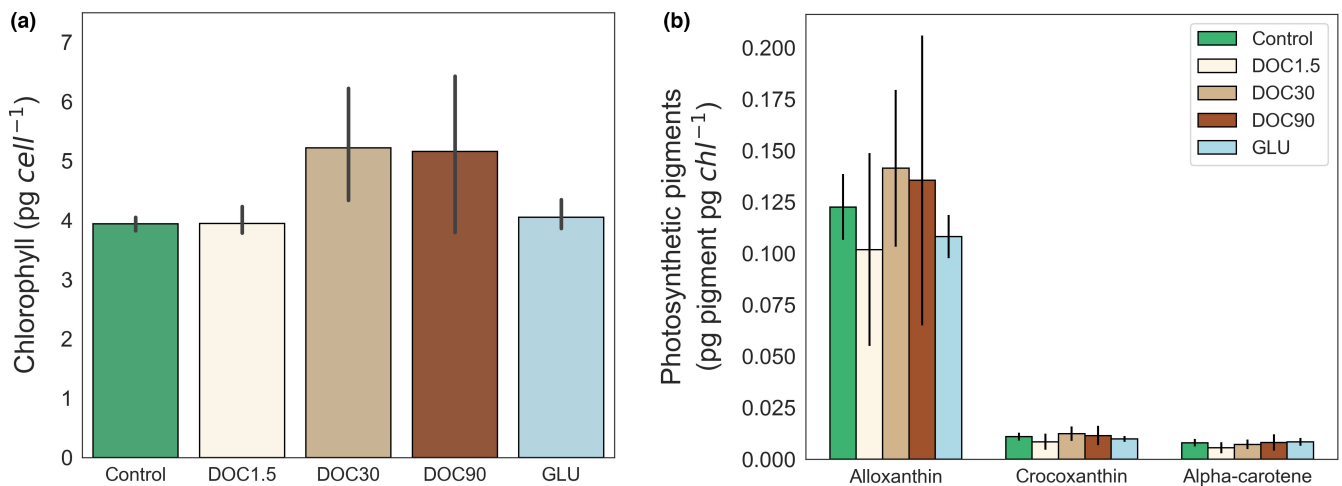 (a)
Chlorophyll (pg cell⁻¹)
7
6
5
4
3
2
1
0
Control DOC1.5 DOC30 DOC90 GLU
(b)
Photosynthetic pigments
(pg pigment pg chl⁻¹)
0.200
0.175
0.150
0.125
0.100
0.075
0.050
0.025
0.000
Alloxanthin Crocoxanthin Alpha-carotene
Control
DOC1.5
DOC30
DOC90
GLU